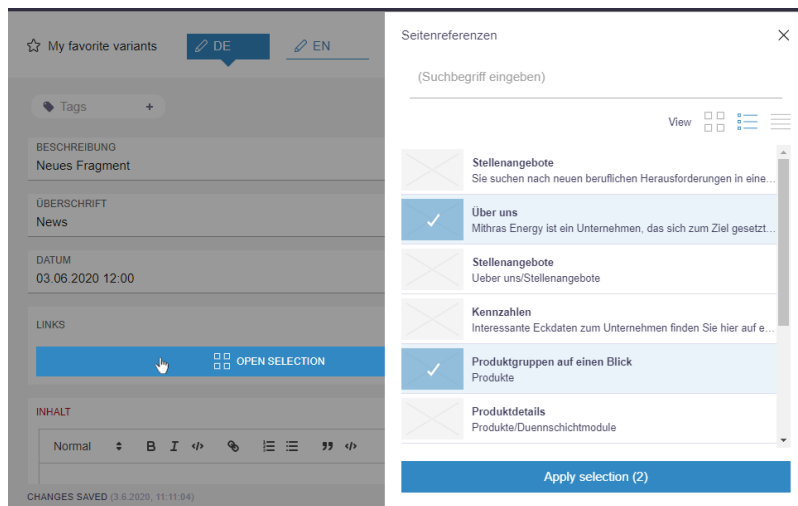 My favorite variants
DE
EN
Tags +
BESCHREIBUNG
Neues Fragment
ÜBERSCHRIFT
News
DATUM
03.06.2020 12:00
LINKS
OPEN SELECTION
INHALT
Normal B I </> " </>
CHANGES SAVED (3.6.2020, 11:11:04)
Seitenreferenzen
(Suchbegriff eingeben)
View
Stellenangebote
Sie suchen nach neuen beruflichen Herausforderungen in eine...
Über uns
Mithras Energy ist ein Unternehmen, das sich zum Ziel gesetzt...
Stellenangebote
Ueber uns/Stellenangebote
Kennzahlen
Interessante Eckdaten zum Unternehmen finden Sie hier auf e...
Produktgruppen auf einen Blick
Produkte
Produktdetails
Produkte/Duennschichtmodule
Apply selection (2)